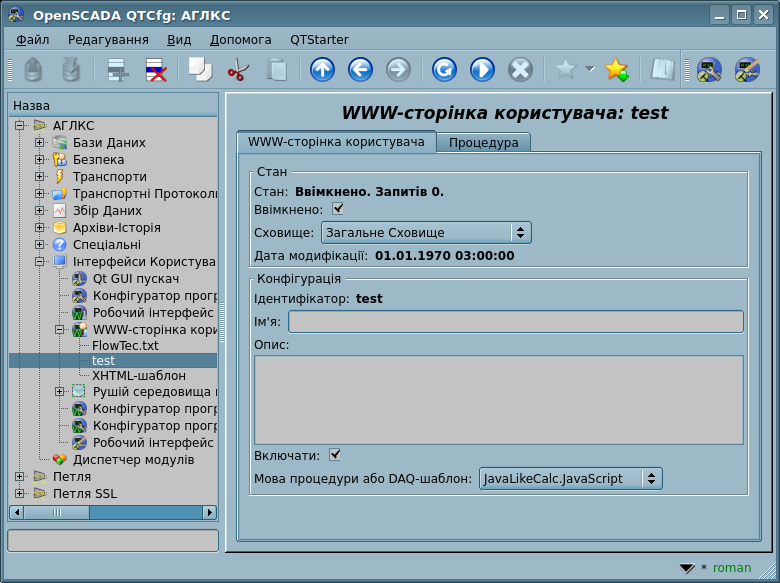 OpenSCADA QTCfg: АГЛКС
Файл Редагування Вид Допомога QTStarter
Назва
АГЛКС
Бази Даних
Безпека
Транспорти
Транспортні Протокол
Збір Даних
Архіви-Історія
Спеціальні
Інтерфейси Користува
Qt GUI пускач
Конфігуратор прог
Робочий інтерфейс
WWW-сторінка кори
FlowTec.txt
test
XHTML-шаблон
Рушій середовища
Конфігуратор прог
Конфігуратор прог
Робочий інтерфейс
Диспетчер модулів
Петля
Петля SSL
WWW-сторінка користувача: test
WWW-сторінка користувача Процедура
Стан
Стан: Ввімкнено. Запитів 0.
Ввімкнено:
Сховище: Загальне Сховище
Дата модифікації: 01.01.1970 03:00:00
Конфігурація
Ідентифікатор: test
Ім'я:
Опис:
Включати:
Мова процедури або DAQ-шаблон: JavaLikeCalc.JavaScript
* roman